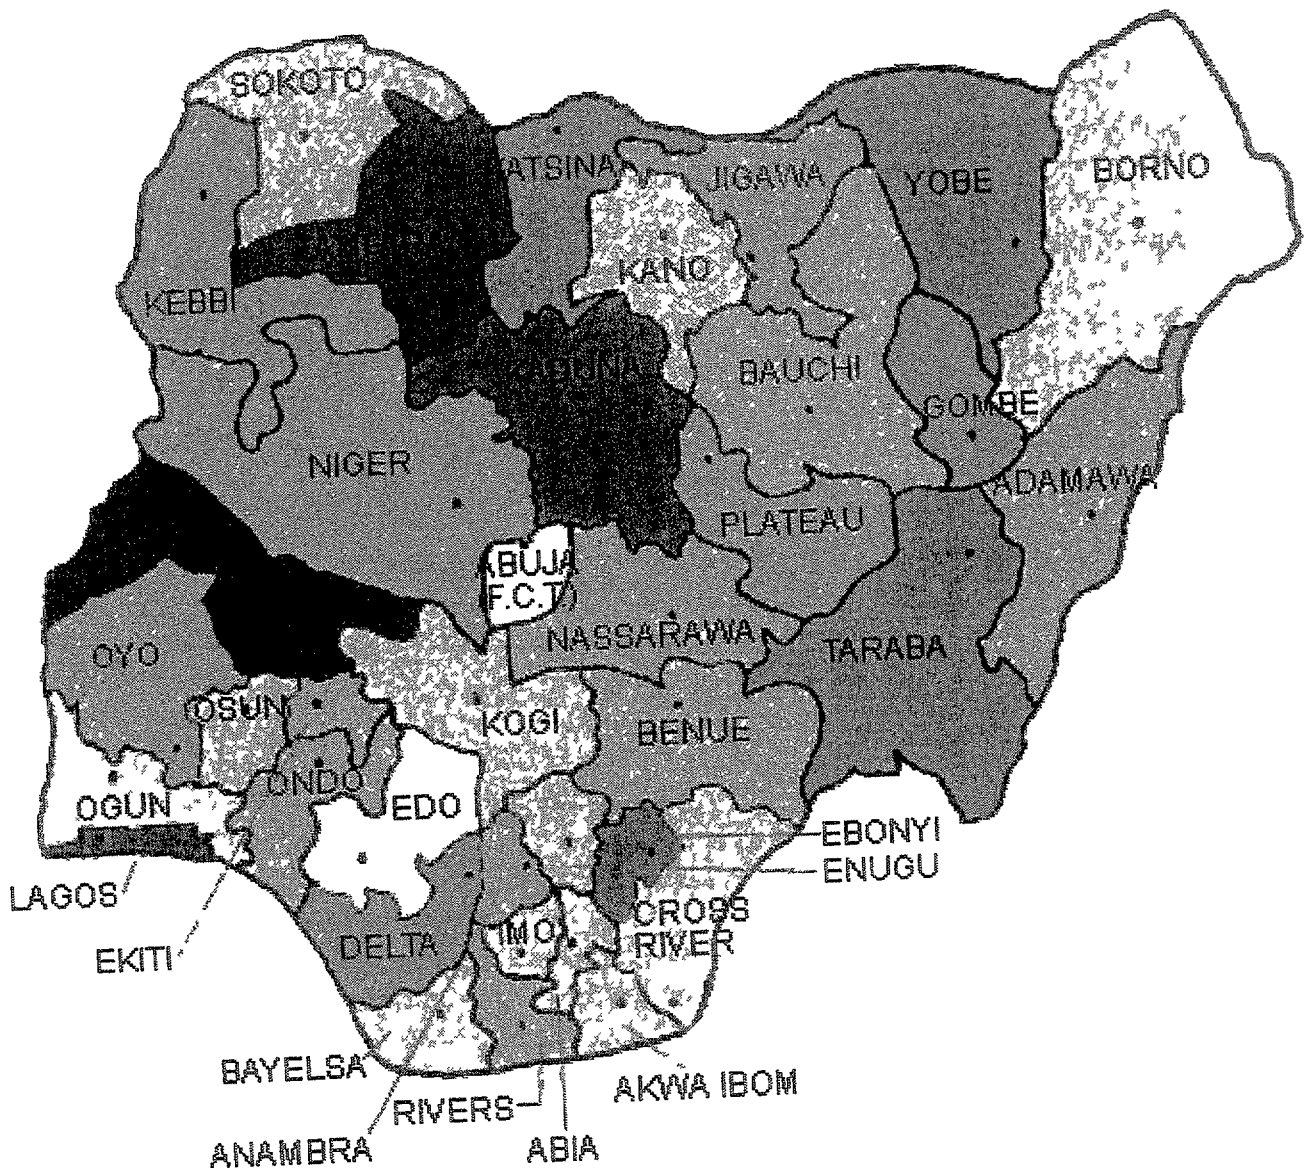 SOKOTO
BORNO
ATSINA
JIGAWA
YOBE
KANO
KEBBI
BAUCHI
GOMBE
NIGER
ADAMAWA
PLATEAU
ABUJA
(F.C.T.)
NASSARAWA
TARABA
OYO
OSUN
KOGI
BENUE
ONDO
OGUN
EDO
EBONYI
ENUGU
LAGOS
CROSS
RIVER
IMO
DELTA
EKITI
BAYELSA
AKWA IBOM
RIVERS
ANAMBRA
ABIA